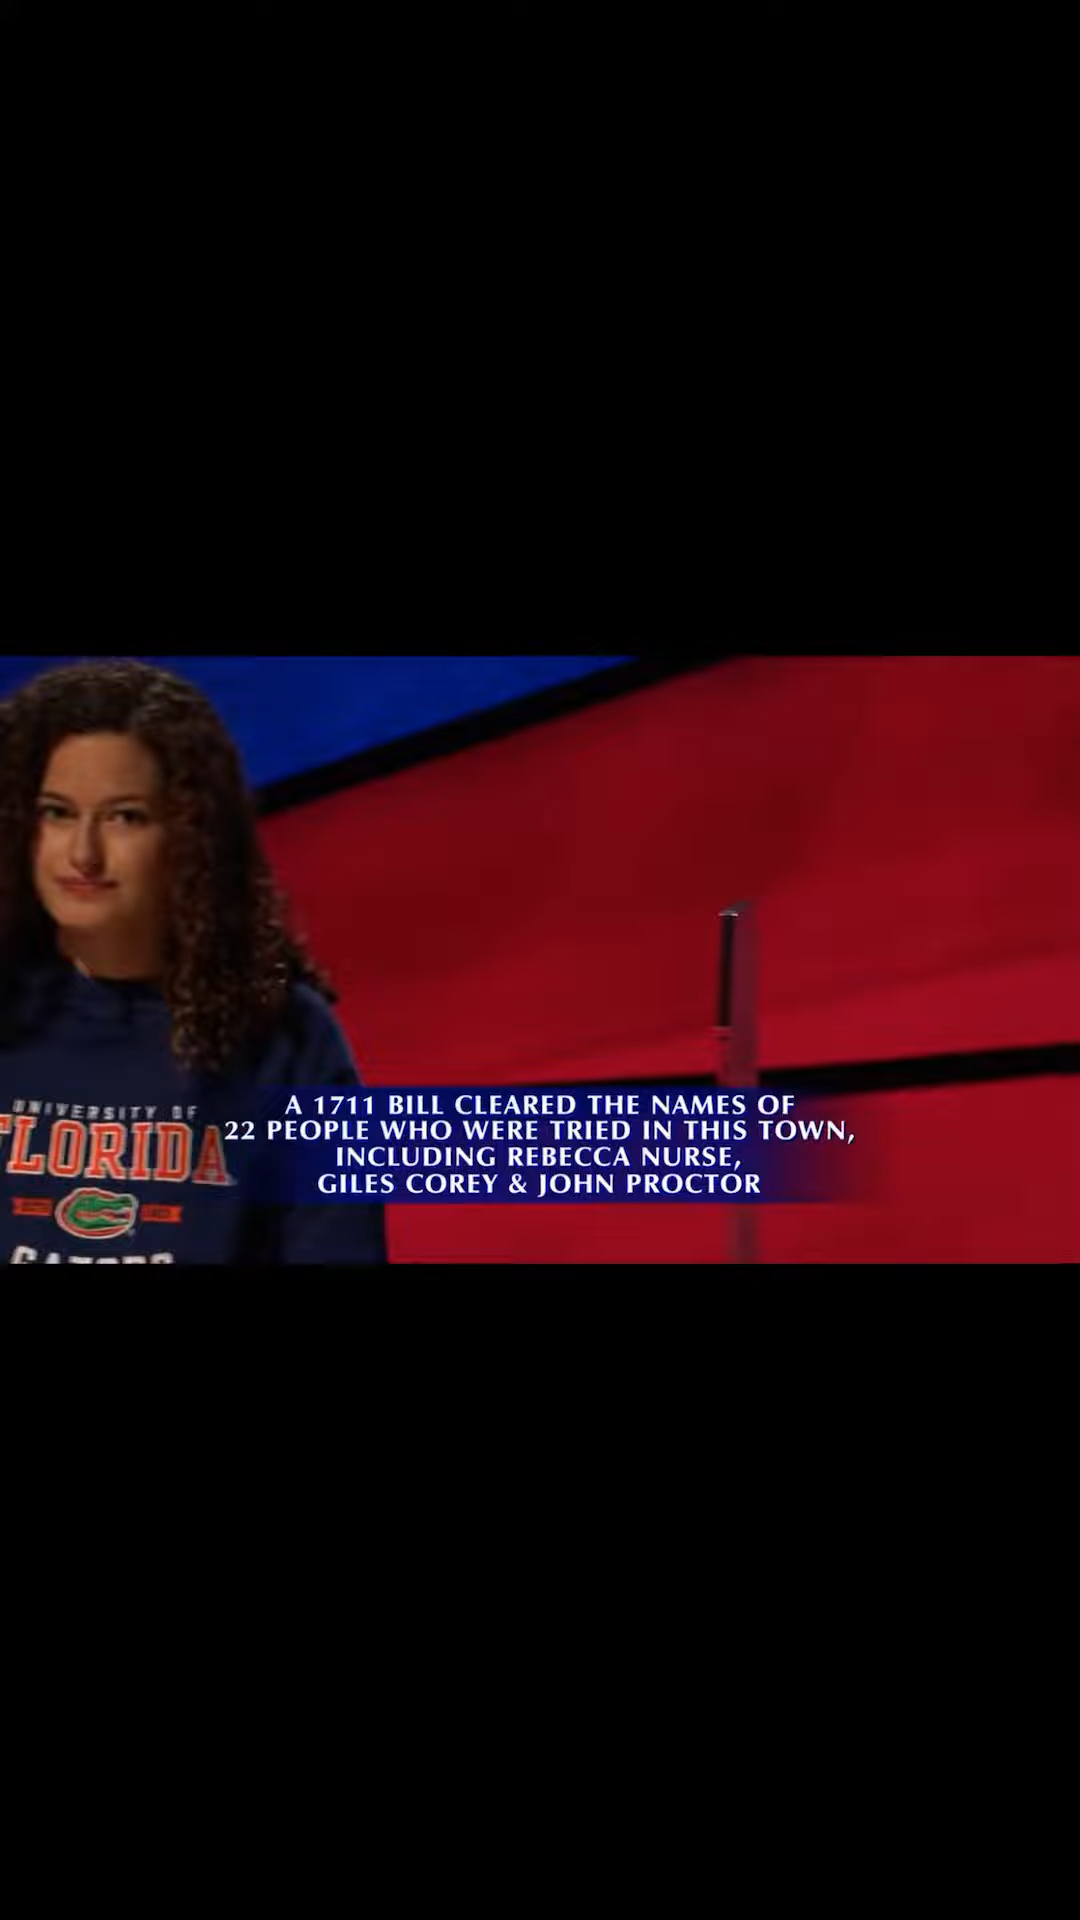 UNIVERSITY OF
FLORIDA
A 1711 BILL CLEARED THE NAMES OF
22 PEOPLE WHO WERE TRIED IN THIS TOWN,
INCLUDING REBECCA NURSE,
GILES COREY & JOHN PROCTOR